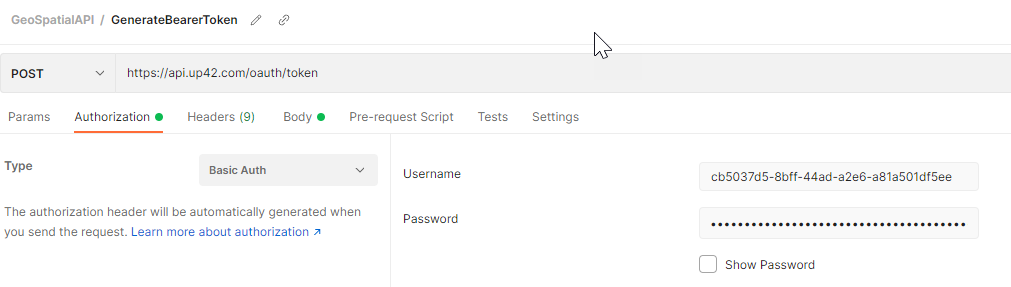 GeoSpatialAPI / GenerateBearerToken
POST https://api.up42.com/oauth/token
Params Authorization Headers (9) Body Pre-request Script Tests Settings
Type Basic Auth
Username cb5037d5-8bff-44ad-a2e6-a81a501df5ee
The authorization header will be automatically generated when
you send the request. Learn more about authorization ↗
Password ••••••••••••••••••••••••••••••••••••
Show Password